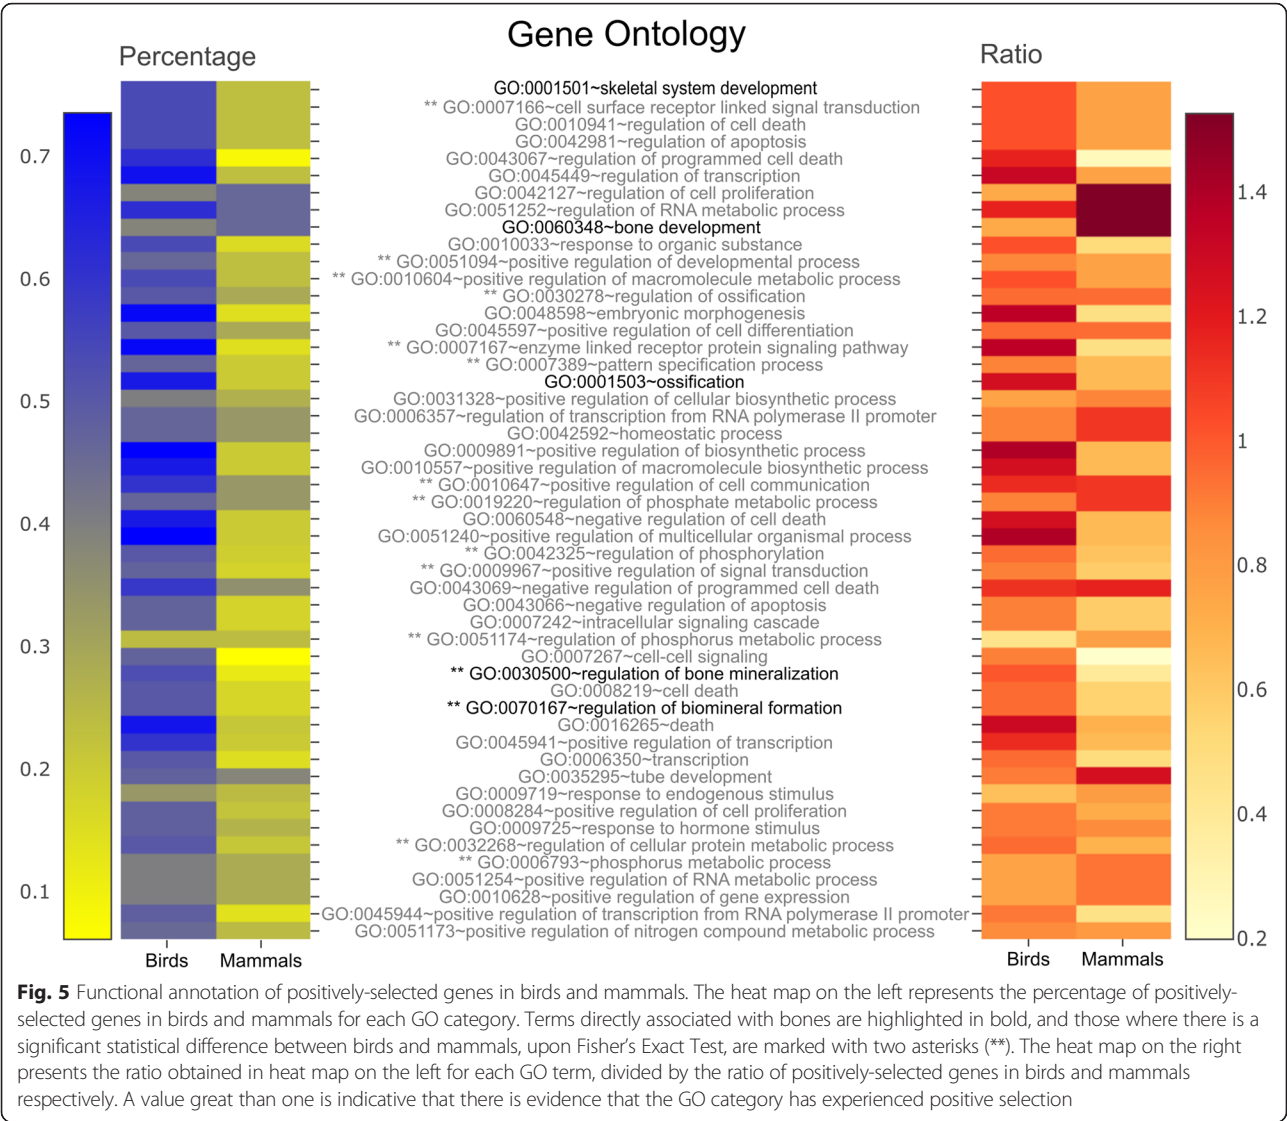 Gene Ontology
Percentage
Ratio
0.7
0.6
0.5
0.4
0.3
0.2
0.1
GO:0001501~skeletal system development
** GO:0007166~cell surface receptor linked signal transduction
GO:0010941~regulation of cell death
GO:0042981~regulation of apoptosis
GO:0043067~regulation of programmed cell death
GO:0045449~regulation of transcription
GO:0042127~regulation of cell proliferation
GO:0051252~regulation of RNA metabolic process
GO:0060348~bone development
GO:0010033~response to organic substance
** GO:0051094~positive regulation of developmental process
** GO:0010604~positive regulation of macromolecule metabolic process
** GO:0030278~regulation of ossification
GO:0048598~embryonic morphogenesis
GO:0045597~positive regulation of cell differentiation
** GO:0007167~enzyme linked receptor protein signaling pathway
** GO:0007389~pattern specification process
GO:0001503~ossification
GO:0031328~positive regulation of cellular biosynthetic process
GO:0006357~regulation of transcription from RNA polymerase II promoter
GO:0042592~homeostatic process
GO:0009891~positive regulation of biosynthetic process
GO:0010557~positive regulation of macromolecule biosynthetic process
** GO:0010647~positive regulation of cell communication
** GO:0019220~regulation of phosphate metabolic process
GO:0060548~negative regulation of cell death
GO:0051240~positive regulation of multicellular organismal process
** GO:0042325~regulation of phosphorylation
** GO:0009967~positive regulation of signal transduction
GO:0043069~negative regulation of programmed cell death
GO:0043066~negative regulation of apoptosis
GO:0007242~intracellular signaling cascade
** GO:0051174~regulation of phosphorus metabolic process
GO:0007267~cell-cell signaling
** GO:0030500~regulation of bone mineralization
GO:0008219~cell death
** GO:0070167~regulation of biomineral formation
GO:0016265~death
GO:0045941~positive regulation of transcription
GO:0006350~transcription
GO:0035295~tube development
GO:0009719~response to endogenous stimulus
GO:0008284~positive regulation of cell proliferation
GO:0009725~response to hormone stimulus
** GO:0032268~regulation of cellular protein metabolic process
** GO:0006793~phosphorus metabolic process
GO:0051254~positive regulation of RNA metabolic process
GO:0010628~positive regulation of gene expression
GO:0045944~positive regulation of transcription from RNA polymerase II promoter
GO:0051173~positive regulation of nitrogen compound metabolic process
1.4
1.2
1
0.8
0.6
0.4
0.2
Birds Mammals
Birds Mammals
Fig. 5 Functional annotation of positively-selected genes in birds and mammals. The heat map on the left represents the percentage of positively-
selected genes in birds and mammals for each GO category. Terms directly associated with bones are highlighted in bold, and those where there is a
significant statistical difference between birds and mammals, upon Fisher's Exact Test, are marked with two asterisks (**). The heat map on the right
presents the ratio obtained in heat map on the left for each GO term, divided by the ratio of positively-selected genes in birds and mammals
respectively. A value great than one is indicative that there is evidence that the GO category has experienced positive selection